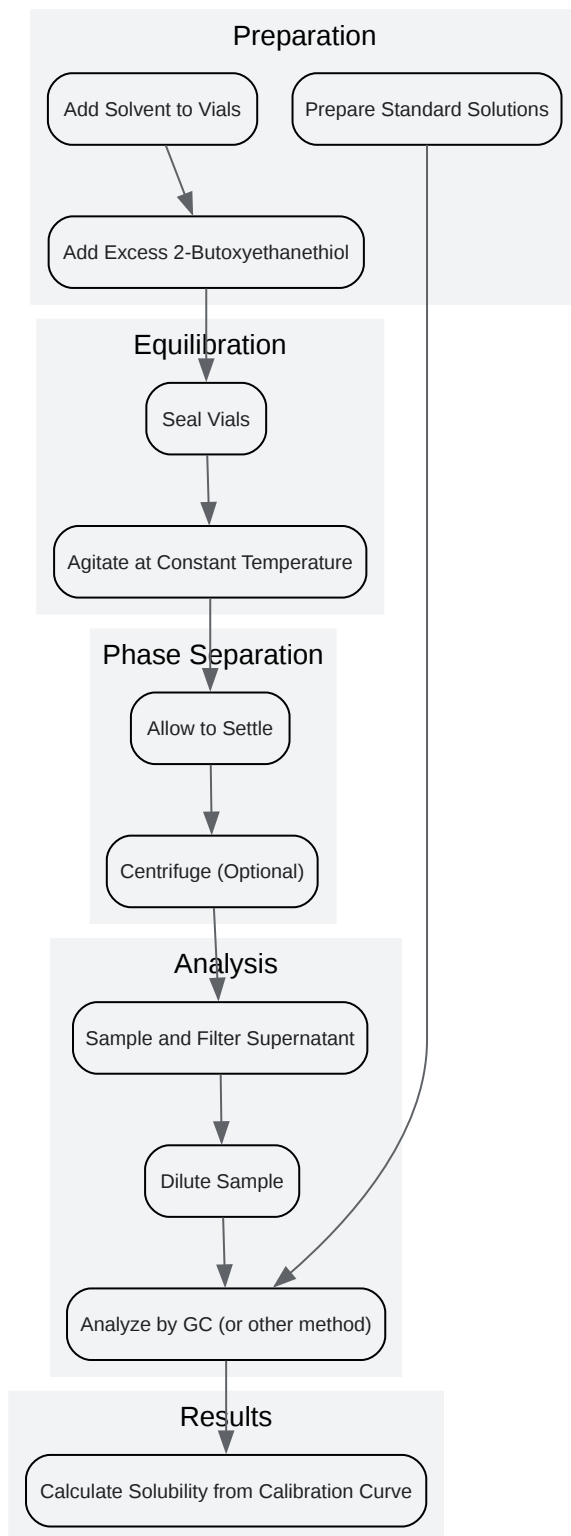 Preparation
Add Solvent to Vials
Prepare Standard Solutions
Add Excess 2-Butoxyethanethiol
Equilibration
Seal Vials
Agitate at Constant Temperature
Phase Separation
Allow to Settle
Centrifuge (Optional)
Analysis
Sample and Filter Supernatant
Dilute Sample
Analyze by GC (or other method)
Results
Calculate Solubility from Calibration Curve